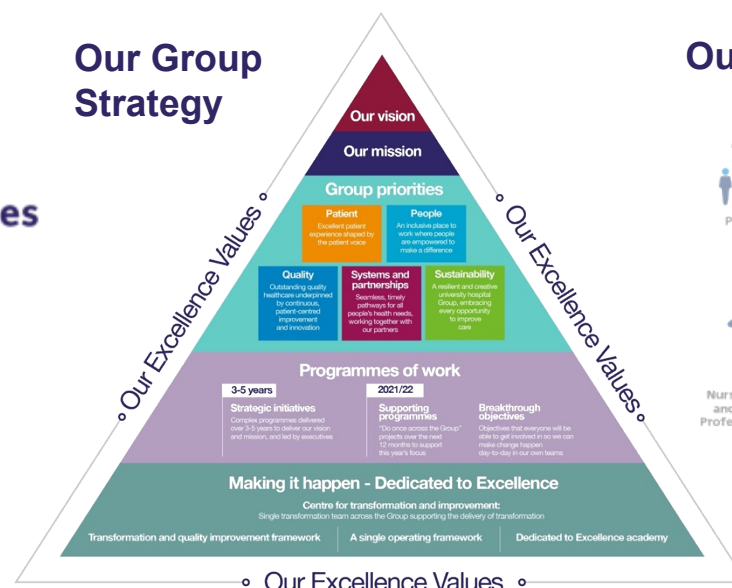 Our Group
Strategy
Ou
es
Our vision
Our mission
Group priorities
Patient
Excellent patient
experience shaped by
the patient voice
People
An inclusive place to
work where people
are empowered to
make a difference
Quality
Outstanding quality
healthcare underpinned
by continuous,
patient-centred
improvement
and innovation
Systems and
partnerships
Seamless, timely
pathways for all
people's health needs,
working together with
our partners
Sustainability
A resilient and creative
university hospital
Group, embracing
every opportunity
to improve
care
Our Excellence Values
Our Excellence Values
Programmes of work
3-5 years
Strategic initiatives
Complex programmes delivered
over 3-5 years to deliver our vision
and mission, and led by executives
2021/22
Supporting
programmes
"Do once across the Group"
projects over the next
12 months to support
this year's focus
Breakthrough
objectives
Objectives that everyone will be
able to get involved in so we can
make change happen
day-to-day in our own teams
P
Nurs
and
Profe
Making it happen - Dedicated to Excellence
Centre for transformation and improvement:
Single transformation team across the Group supporting the delivery of transformation
Transformation and quality improvement framework
A single operating framework
Dedicated to Excellence academy
Our Excellence Values